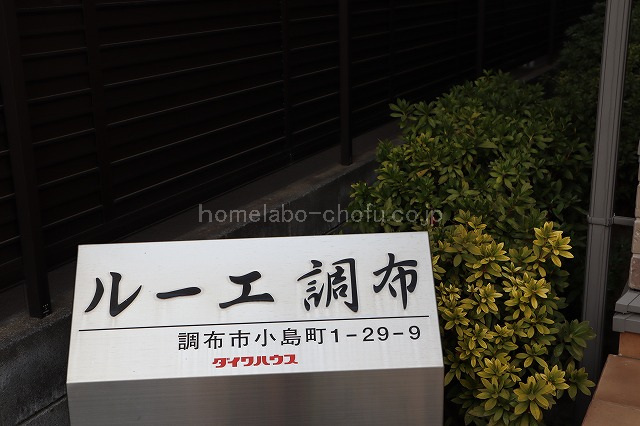 homelabo-chofu.co.jp
ルーエ 調布
調布市小島町1-29-9
ダイワハウス